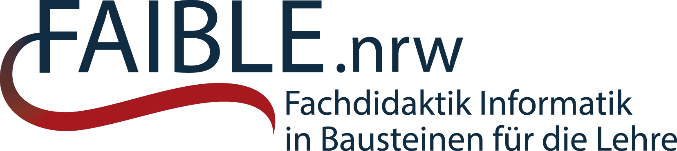 FAIBLE.nrw
Fachdidaktik Informatik
in Bausteinen für die Lehre